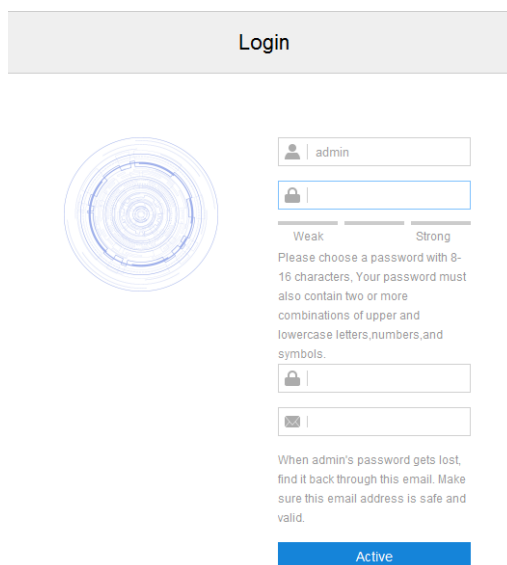 Login
admin
Weak Strong
Please choose a password with 8-
16 characters, Your password must
also contain two or more
combinations of upper and
lowercase letters,numbers,and
symbols.
When admin's password gets lost,
find it back through this email. Make
sure this email address is safe and
valid.
Active